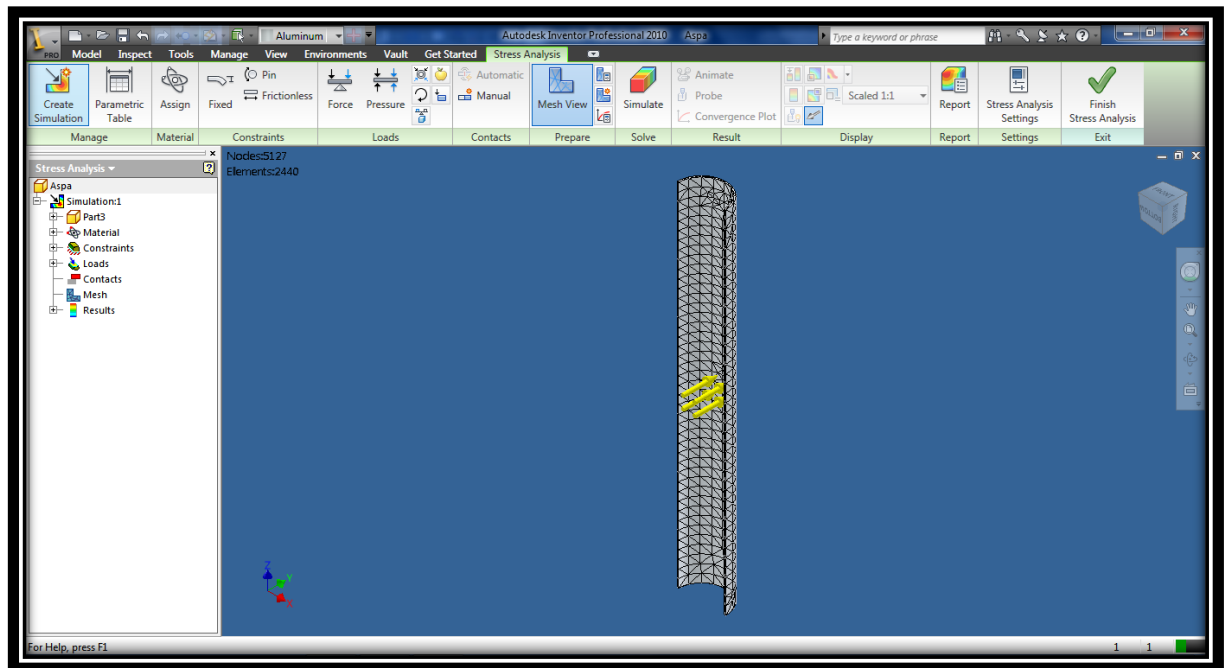 Aluminum
Autodesk Inventor Professional 2010 Aspa
Type a keyword or phrase
PRO Model Inspect Tools Manage View Environments Vault Get Started Stress Analysis
Create Simulation
Parametric Table
Assign
Fixed
Pin
Frictionless
Force
Pressure
Automatic
Manual
Mesh View
Simulate
Animate
Probe
Convergence Plot
Scaled 1:1
Report
Stress Analysis Settings
Finish Stress Analysis
Manage Material Constraints Loads Contacts Prepare Solve Result Display Report Settings Exit
Stress Analysis
Nodes:5127
Elements:2440
Aspa
Simulation:1
Part3
Material
Constraints
Loads
Contacts
Mesh
Results
FRONT
Z
Y
X
For Help, press F1
1 1